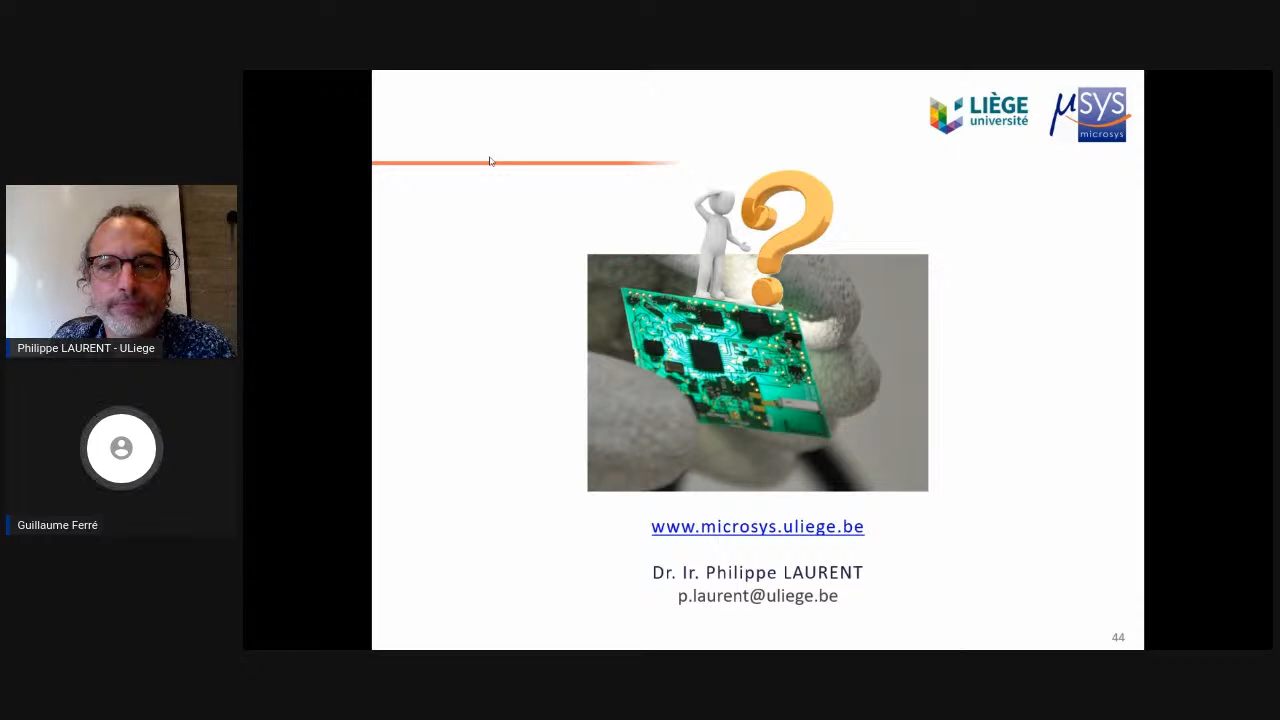 LIÈGE
université
µsys
microsys
Philippe LAURENT - ULiege
Guillaume Ferré
www.microsys.uliege.be
Dr. Ir. Philippe LAURENT
p.laurent@uliege.be
44